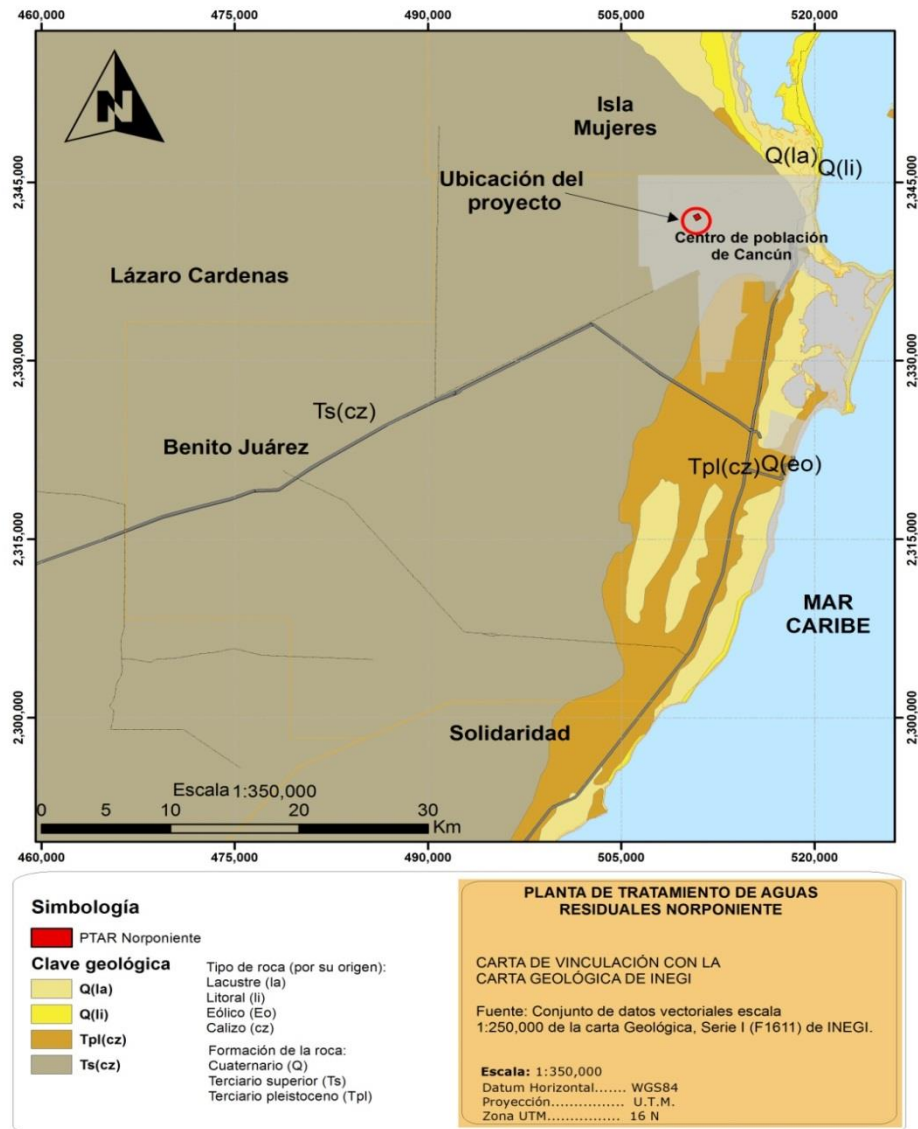 460,000 475,000 490,000 505,000 520,000
N
Isla
Mujeres
Q(la)
Q(li)
2,345,000 2,345,000
Ubicación del
proyecto
Centro de población
de Cancún
Lázaro Cardenas
2,330,000 2,330,000
Ts(cz)
Benito Juárez
Tpl(cz) Q(eo)
2,315,000 2,315,000
MAR
CARIBE
2,300,000 2,300,000
Solidaridad
Escala 1:350,000
0 5 10 20 30
Km
460,000 475,000 490,000 505,000 520,000
Simbología
PTAR Norponiente
Clave geológica
Q(la)
Q(li)
Tpl(cz)
Ts(cz)
Tipo de roca (por su origen):
Lacustre (la)
Litoral (li)
Eólico (Eo)
Calizo (cz)
Formación de la roca:
Cuaternario (Q)
Terciario superior (Ts)
Terciario pleistoceno (Tpl)
PLANTA DE TRATAMIENTO DE AGUAS
RESIDUALES NORPONIENTE
CARTA DE VINCULACIÓN CON LA
CARTA GEOLÓGICA DE INEGI
Fuente: Conjunto de datos vectoriales escala
1:250,000 de la carta Geológica, Serie I (F1611) de INEGI.
Escala: 1:350,000
Datum Horizontal....... WGS84
Proyección................ U.T.M.
Zona UTM................ 16 N